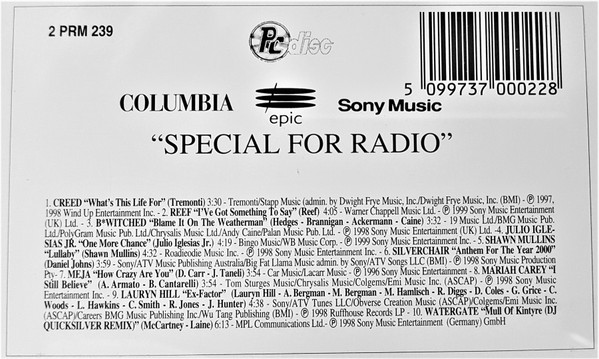 2 PRM 239
PRC disc
5 099737 000228
COLUMBIA epic Sony Music
“SPECIAL FOR RADIO”
1. CREED “What's This Life For” (Tremonti) 3:30 - Tremonti/Stapp Music (admin. by Dwight Frye Music, Inc./Dwight Frye Music, Inc. (BMI) - ℗ 1997,
1998 Wind Up Entertainment Inc. - 2. REEF “I've Got Something To Say” (Reef) 4:05 - Warner Chappell Music Ltd. - ℗ 1999 Sony Music Entertainment
(UK) Ltd. - 3. B*WITCHED “Blame It On The Weatherman” (Hedges - Brannigan - Ackermann - Caine) 3:32 - 19 Music Ltd/BMG Music Pub.
Ltd./PolyGram Music Pub. Ltd/Chrysalis Music Ltd./Andy Caine/Palan Music Pub. Ltd. - ℗ 1998 Sony Music Entertainment (UK) Ltd. -4. JULIO IGLE-
SIAS JR. “One More Chance” (Julio Iglesias Jr.) 4:19 - Bingo Music/WB Music Corp. - ℗ 1999 Sony Music Entertainment Inc. - 5. SHAWN MULLINS
“Lullaby” (Shawn Mullins) 4:32 - Roadieodie Music Inc. - ℗ 1998 Sony Music Entertainment Inc. - 6. SILVERCHAIR “Anthem For The Year 2000”
(Daniel Johns) 3:59 - Sony/ATV Music Publishing Australia/Big Fat Llama Music admin. by Sony/ATV Songs LLC (BMI) - ℗ 1998 Sony Music Production
Pty- 7. MEJA “How Crazy Are You” (D. Carr - J. Taneli) 3:54 - Car Music/Lacarr Music - ℗ 1996 Sony Music Entertainment - 8. MARIAH CAREY “I
Still Believe” (A. Armato - B. Cantarelli) 3:54 - Tom Sturges Music/Chrysalis Music/Colgems/Emi Music Inc. (ASCAP) - ℗ 1998 Sony Music
Entertainment Inc. - 9. LAURYN HILL “Ex-Factor” (Lauryn Hill - A. Bergman - M. Bergman - M. Hamlisch - R. Diggs - D. Coles - G. Grice - C.
Woods - L. Hawkins - C. Smith - R. Jones - J. Hunter) 4:38 - Sony/ATV Tunes LLC/Obverse Creation Music (ASCAP)/Colgems/Emi Music Inc.
(ASCAP)/Careers BMG Music Publishing Inc./Wu Tang Publishing (BMI) - ℗ 1998 Ruffhouse Records LP - 10. WATERGATE “Mull Of Kintyre (DJ
QUICKSILVER REMIX)” (McCartney - Laine) 6:13 - MPL Communications Ltd. - ℗ 1998 Sony Music Entertainment (Germany) GmbH